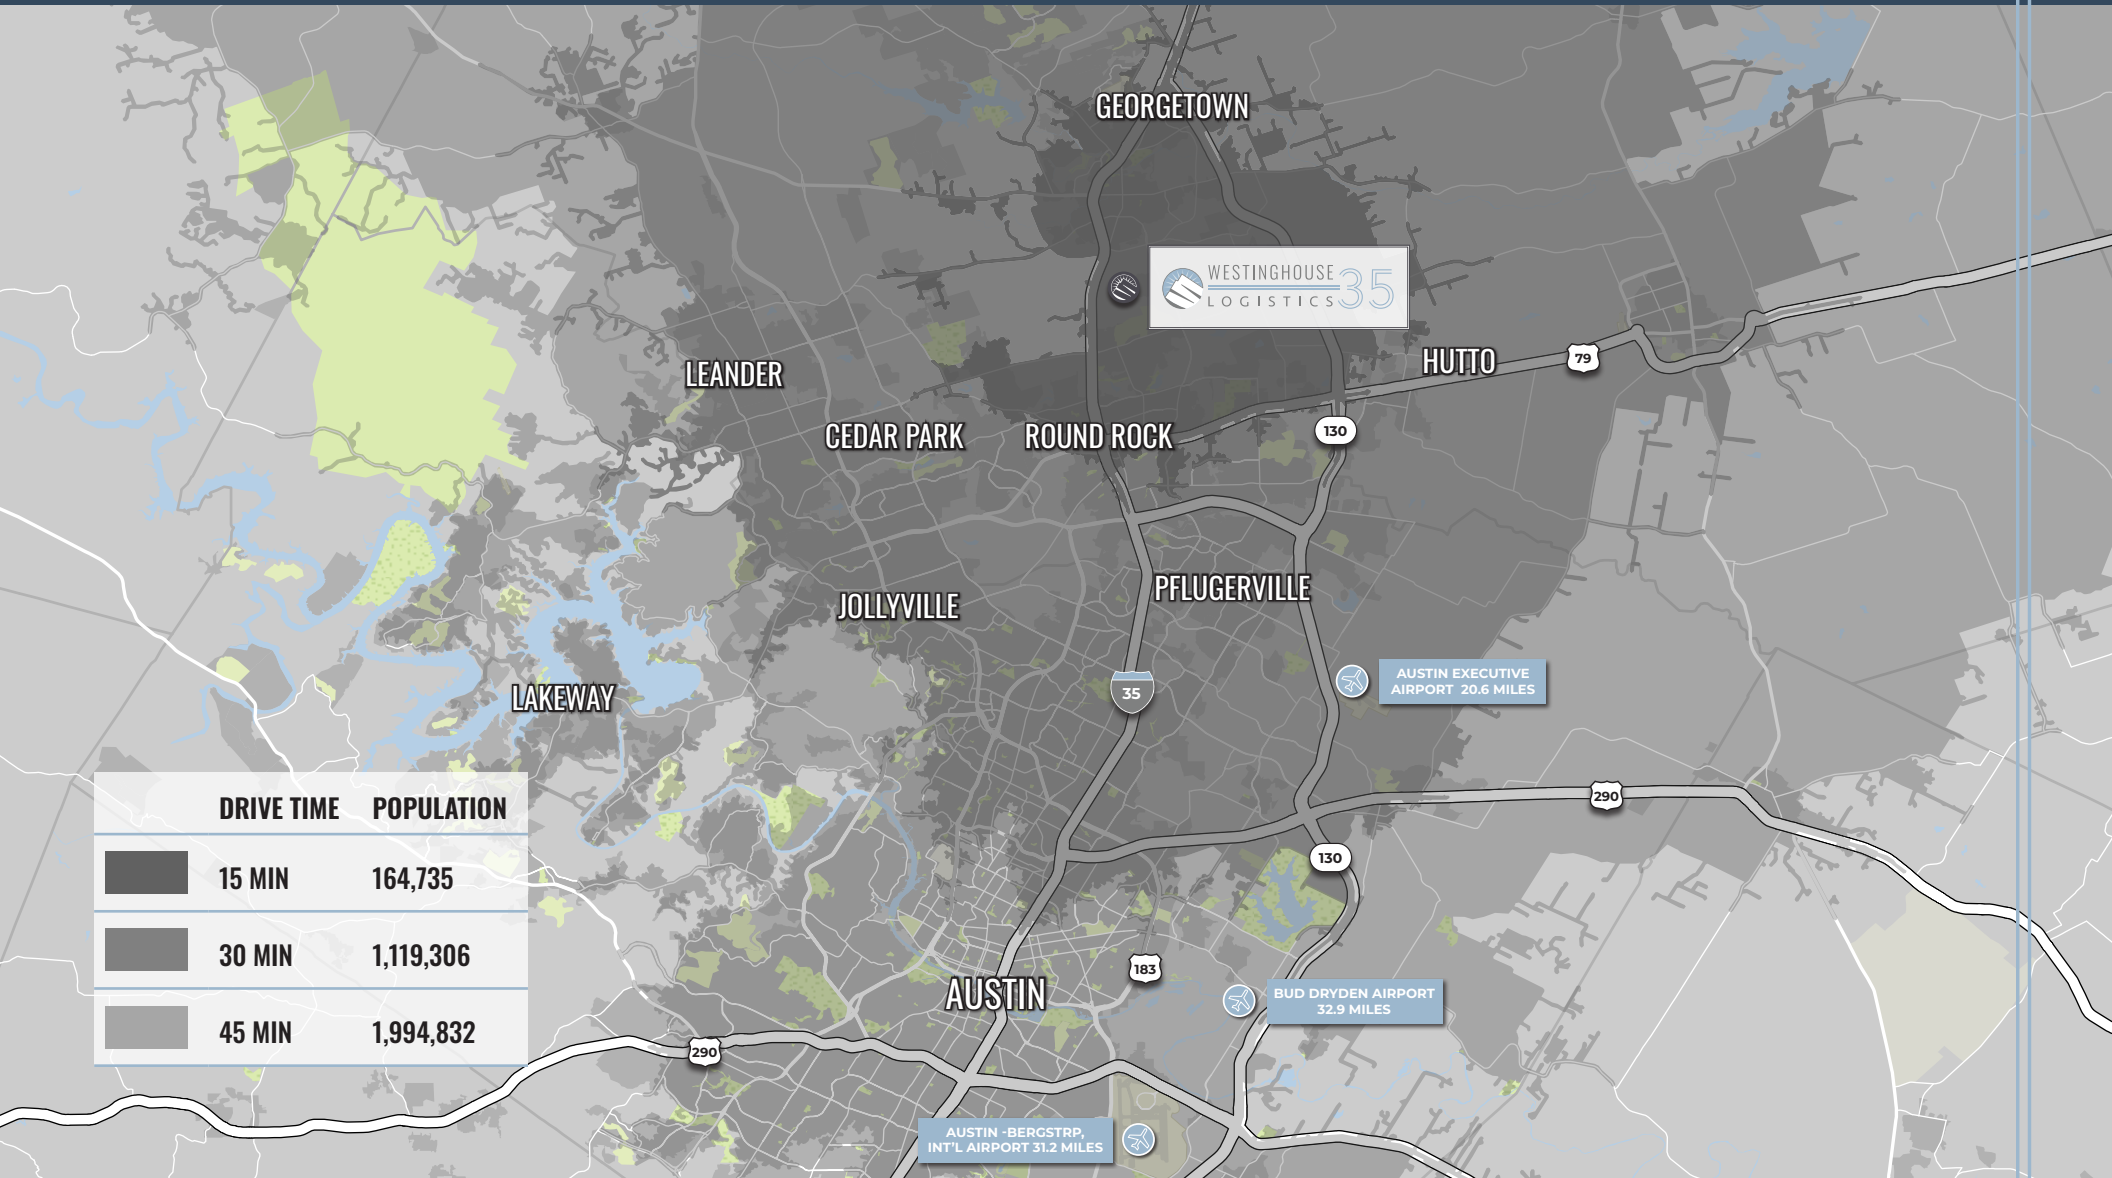 GEORGETOWN
WESTINGHOUSE
LOGISTICS
35
LEANDER
HUTTO
79
CEDAR PARK
ROUND ROCK
130
JOLLYVILLE
PFLUGERVILLE
LAKEWAY
35
AUSTIN EXECUTIVE
AIRPORT 20.6 MILES
290
DRIVE TIME POPULATION
15 MIN 164,735
30 MIN 1,119,306
45 MIN 1,994,832
130
183
AUSTIN
BUD DRYDEN AIRPORT
32.9 MILES
290
AUSTIN -BERGSTRP,
INT'L AIRPORT 31.2 MILES